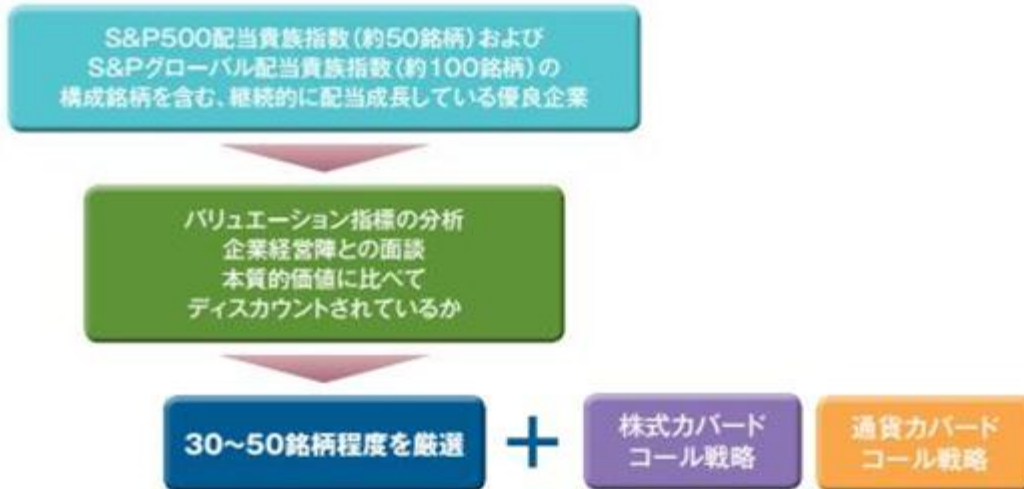 S&P500配当貴族指数(約50銘柄)および
S&Pグローバル配当貴族指数(約100銘柄)の
構成銘柄を含む、継続的に配当成長している優良企業
バリュエーション指標の分析
企業経営陣との面談
本質的価値に比べて
ディスカウントされているか
30～50銘柄程度を厳選
+
株式カバード
コール戦略
通貨カバード
コール戦略